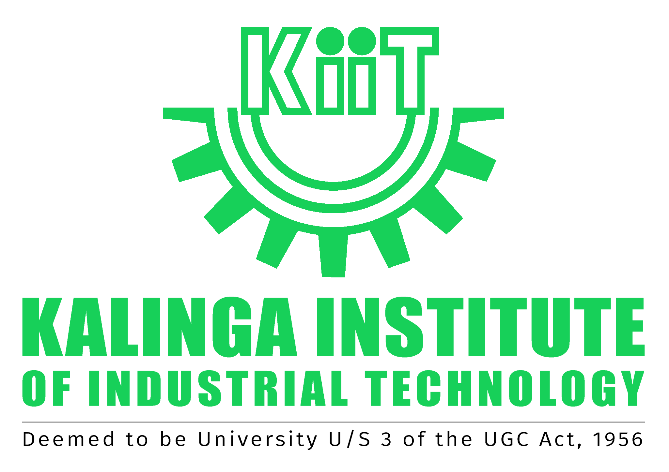 KiiT
KALINGA INSTITUTE
OF INDUSTRIAL TECHNOLOGY
Deemed to be University U/S 3 of the UGC Act, 1956